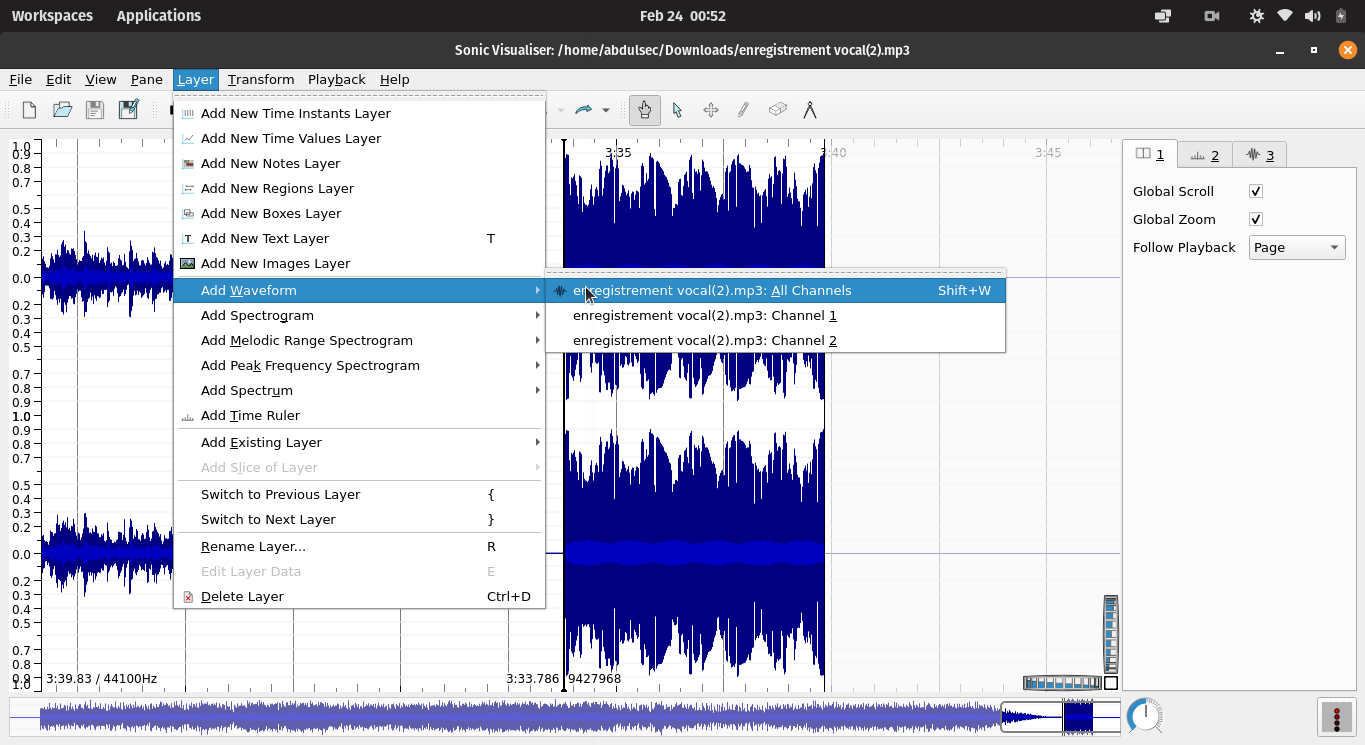 Workspaces Applications Feb 24 00:52
Sonic Visualiser: /home/abdulsec/Downloads/enregistrement vocal(2).mp3
File Edit View Pane Layer Transform Playback Help
Add New Time Instants Layer
Add New Time Values Layer
Add New Notes Layer
Add New Regions Layer
Add New Boxes Layer
Add New Text Layer T
Add New Images Layer
Add Waveform
Add Spectrogram
Add Melodic Range Spectrogram
Add Peak Frequency Spectrogram
Add Spectrum
Add Time Ruler
Add Existing Layer
Add Slice of Layer
Switch to Previous Layer {
Switch to Next Layer }
Rename Layer... R
Edit Layer Data E
Delete Layer Ctrl+D
enregistrement vocal(2).mp3: All Channels Shift+W
enregistrement vocal(2).mp3: Channel 1
enregistrement vocal(2).mp3: Channel 2
3:35 3:40 3:45
1.0
0.9
0.8
0.7
0.5
0.4
0.3
0.2
0.0
0.2
0.3
0.4
0.5
0.7
0.8
0.9
1.0
0.9
0.8
0.7
0.5
0.4
0.3
0.2
0.0
0.2
0.3
0.4
0.5
0.7
0.8
0.9
1.0
3:39.83 / 44100Hz
3:33.786 9427968
1 2 3
Global Scroll
Global Zoom
Follow Playback Page